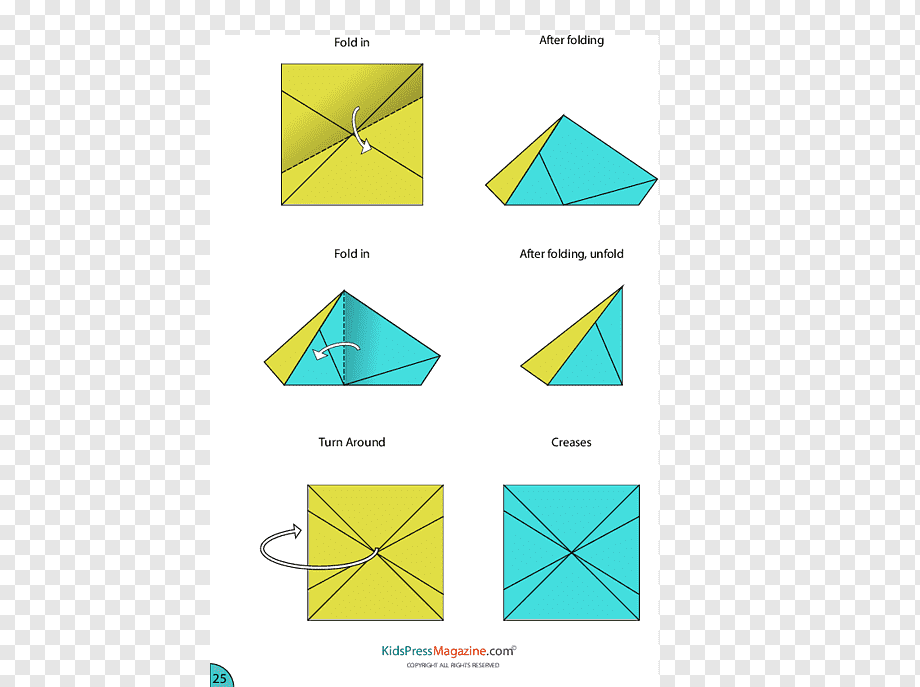 Fold in
After folding
Fold in
After folding, unfold
Turn Around
Creases
KidsPressMagazine.com©
COPYRIGHT ALL RIGHTS RESERVED
25